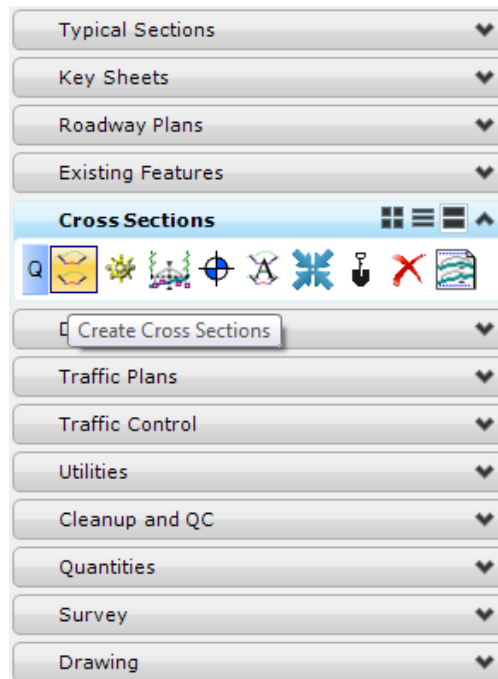 Typical Sections
Key Sheets
Roadway Plans
Existing Features
Cross Sections
Q
A
D
Create Cross Sections
Traffic Plans
Traffic Control
Utilities
Cleanup and QC
Quantities
Survey
Drawing